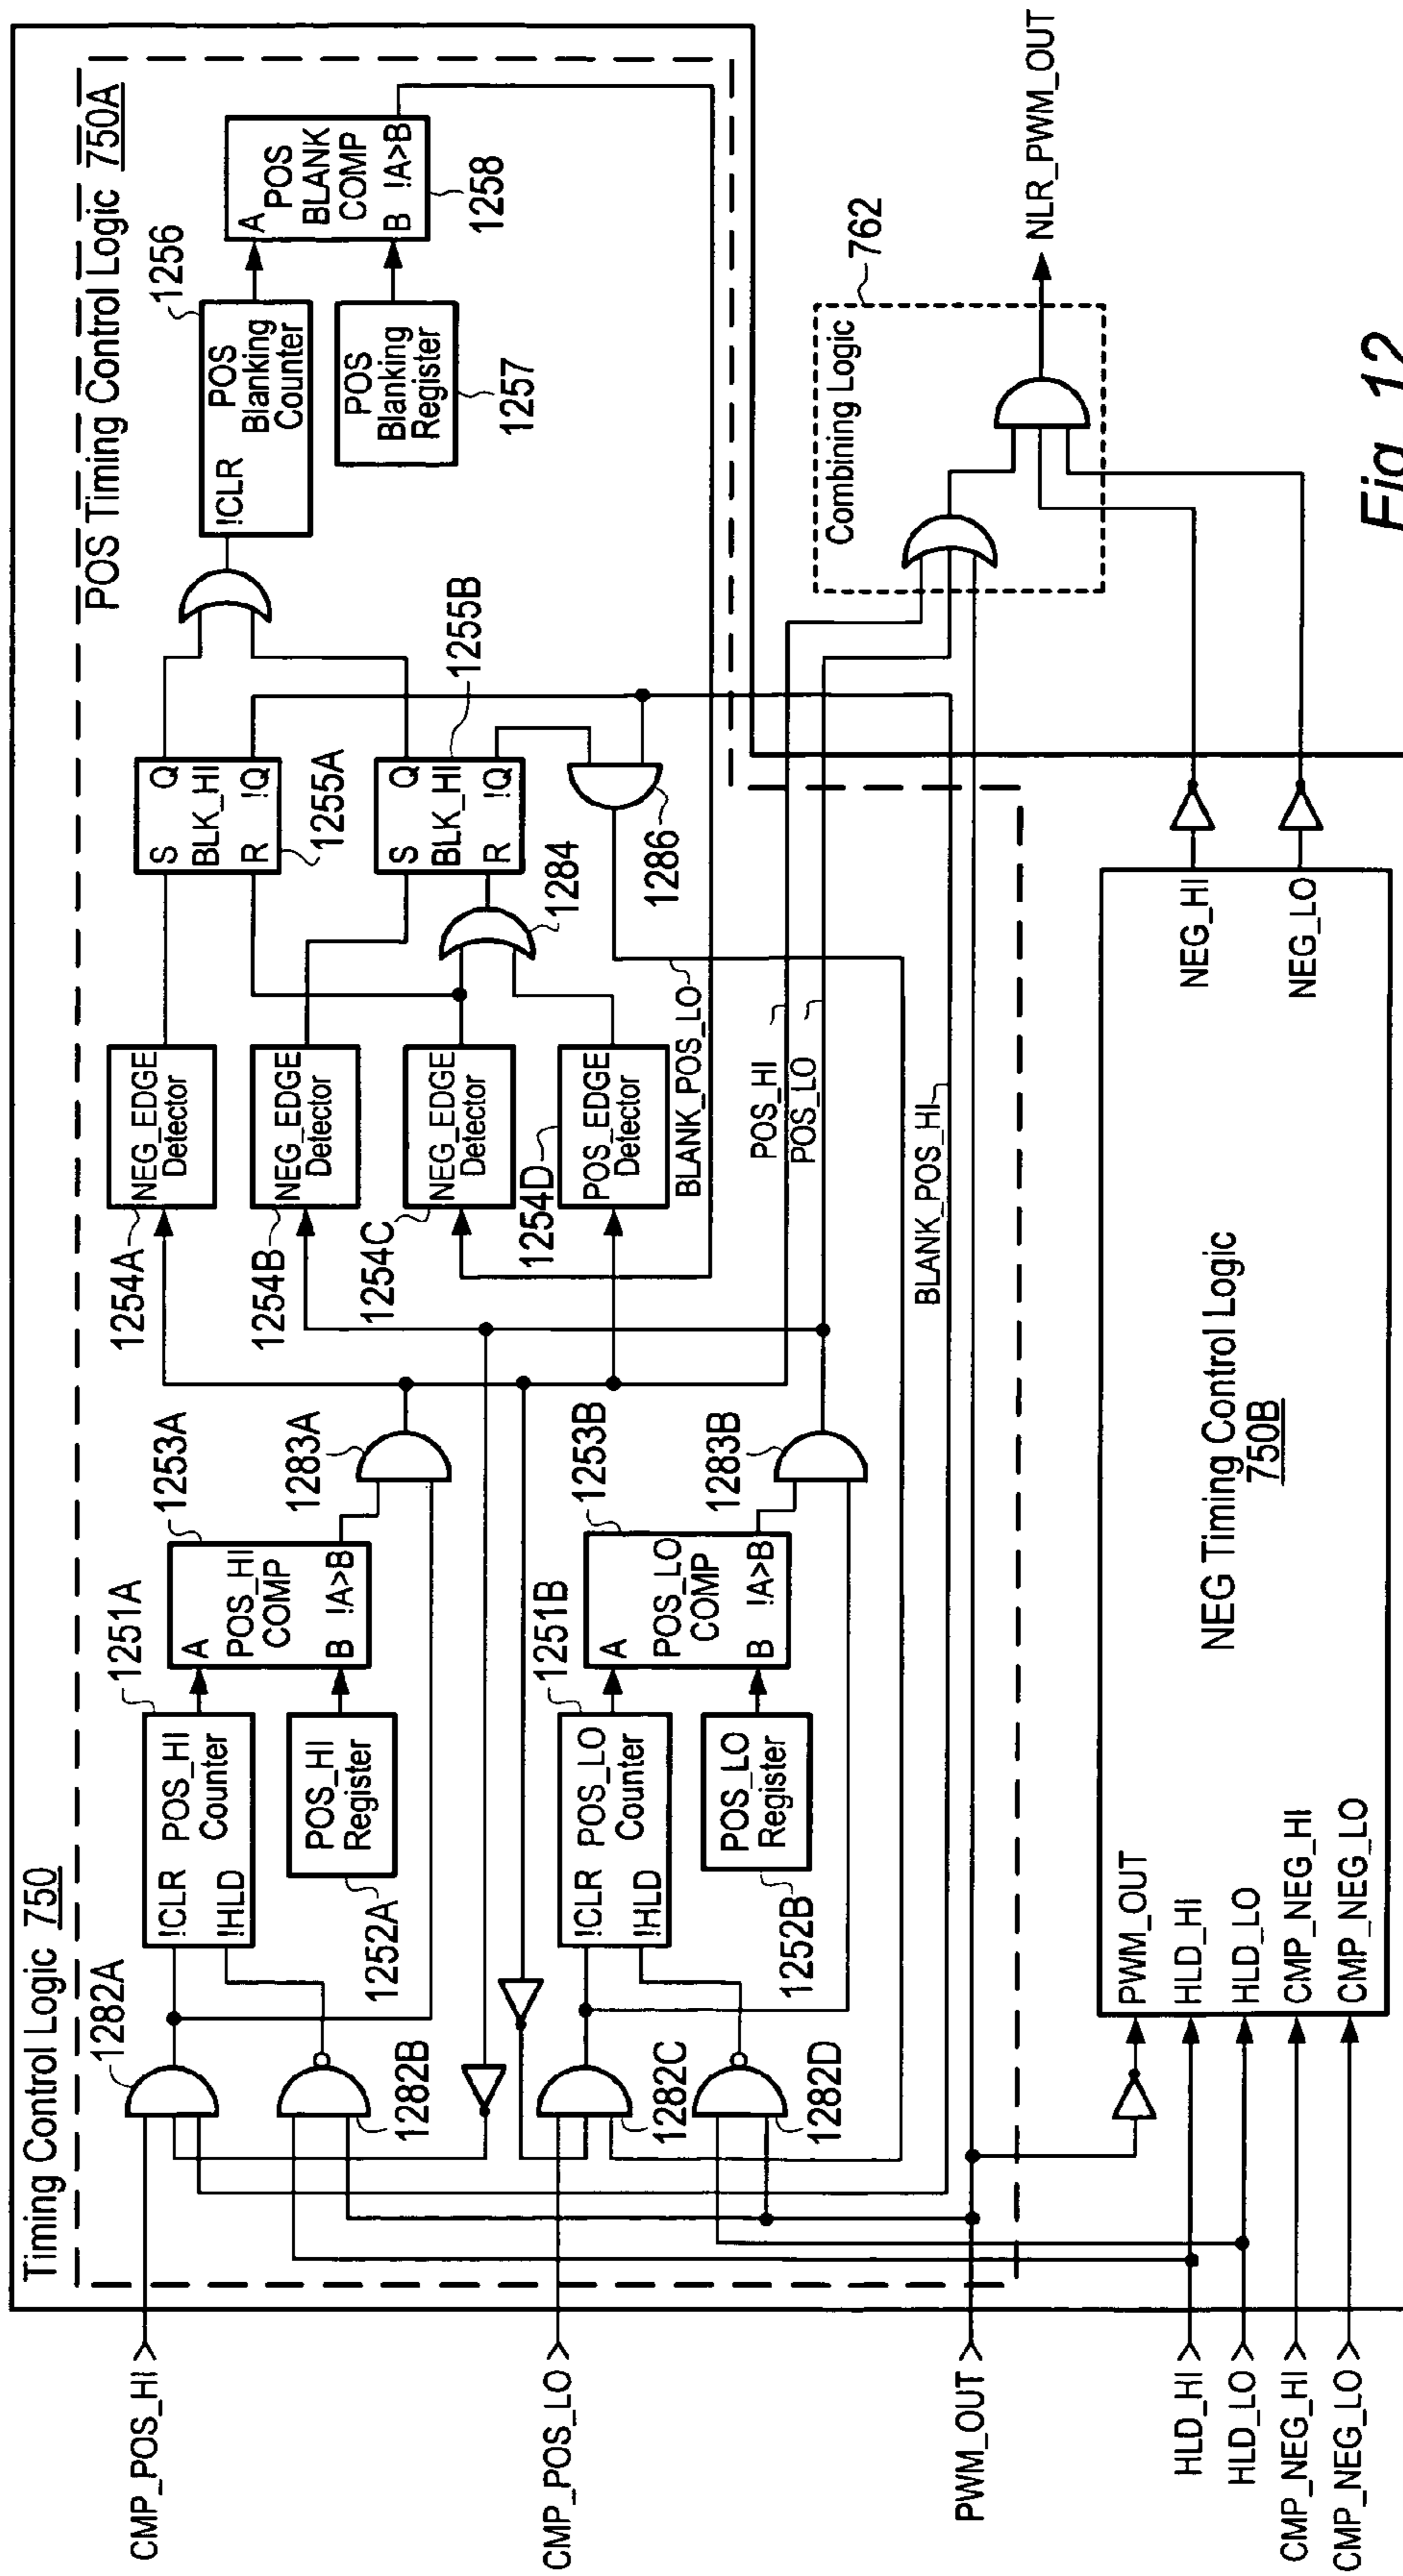 Timing Control Logic 750
POS Timing Control Logic 750A
CMP_POS_HI
1282A
!CLR
POS_HI
Counter
!HLD
1251A
POS_HI
Register
1252A
A
POS_HI
COMP
B
!A>B
1253A
1283A
1282B
1254A
NEG_EDGE
Detector
1254B
NEG_EDGE
Detector
1254C
NEG_EDGE
Detector
1254D
POS_EDGE
Detector
S
Q
BLK_HI
R
!Q
1255A
S
Q
BLK_HI
R
!Q
1255B
1284
1286
!CLR
POS
Blanking
Counter
1256
POS
Blanking
Register
1257
A
POS
BLANK
COMP
B
!A>B
1258
CMP_POS_LO
1282C
1282D
!CLR
POS_LO
Counter
!HLD
1251B
POS_LO
Register
1252B
A
POS_LO
COMP
B
!A>B
1253B
1283B
BLANK_POS_LO
POS_HI
POS_LO
BLANK_POS_HI
Combining Logic
762
NLR_PWM_OUT
PWM_OUT
HLD_HI
HLD_LO
CMP_NEG_HI
CMP_NEG_LO
PWM_OUT
HLD_HI
HLD_LO
CMP_NEG_HI
CMP_NEG_LO
NEG Timing Control Logic
750B
NEG_HI
NEG_LO
Fig. 12